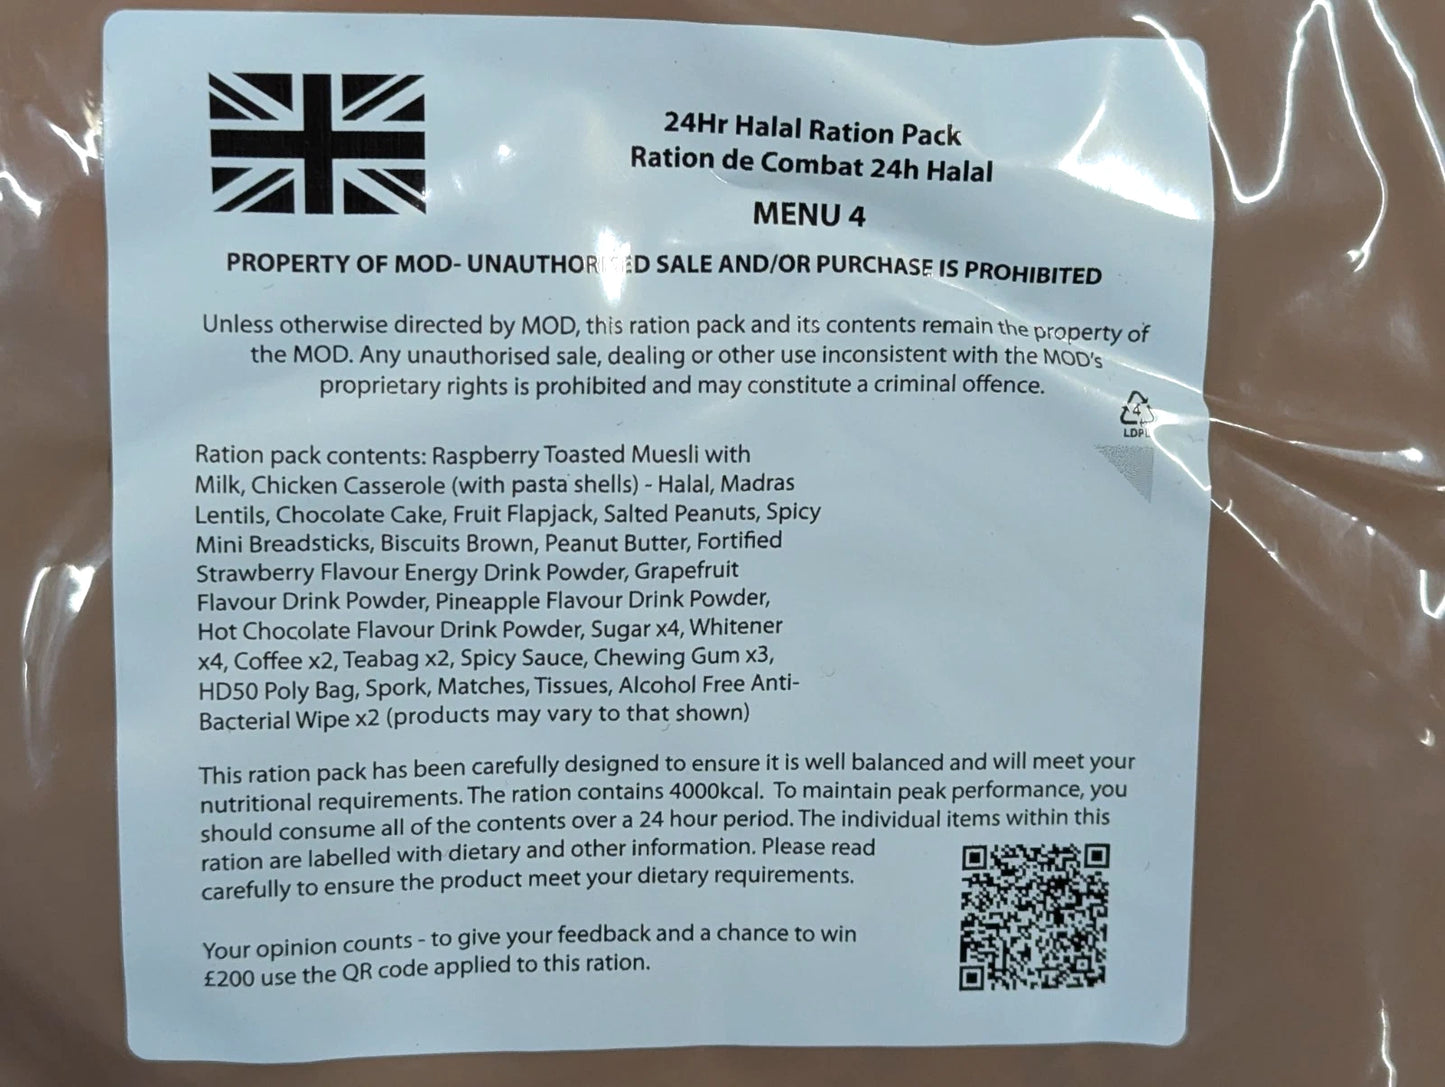 24Hr Halal Ration Pack
Ration de Combat 24h Halal
MENU 4
PROPERTY OF MOD- UNAUTHORISED SALE AND/OR PURCHASE IS PROHIBITED
Unless otherwise directed by MOD, this ration pack and its contents remain the property of
the MOD. Any unauthorised sale, dealing or other use inconsistent with the MOD's
proprietary rights is prohibited and may constitute a criminal offence.
4
LDPE
Ration pack contents: Raspberry Toasted Muesli with
Milk, Chicken Casserole (with pasta shells) - Halal, Madras
Lentils, Chocolate Cake, Fruit Flapjack, Salted Peanuts, Spicy
Mini Breadsticks, Biscuits Brown, Peanut Butter, Fortified
Strawberry Flavour Energy Drink Powder, Grapefruit
Flavour Drink Powder, Pineapple Flavour Drink Powder,
Hot Chocolate Flavour Drink Powder, Sugar x4, Whitener
x4, Coffee x2, Teabag x2, Spicy Sauce, Chewing Gum x3,
HD50 Poly Bag, Spork, Matches, Tissues, Alcohol Free Anti-
Bacterial Wipe x2 (products may vary to that shown)
This ration pack has been carefully designed to ensure it is well balanced and will meet your
nutritional requirements. The ration contains 4000kcal. To maintain peak performance, you
should consume all of the contents over a 24 hour period. The individual items within this
ration are labelled with dietary and other information. Please read
carefully to ensure the product meet your dietary requirements.
Your opinion counts - to give your feedback and a chance to win
£200 use the QR code applied to this ration.